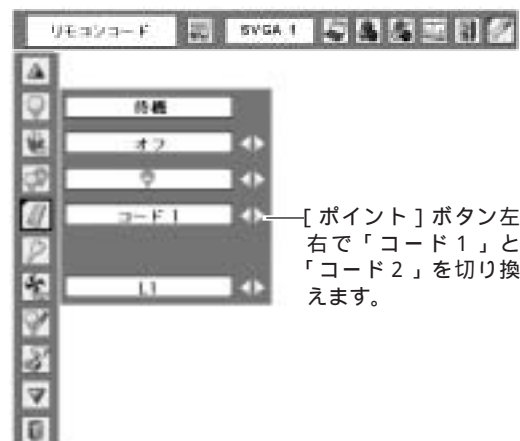 リモコンコード
SVGA 1
待機
オフ
コード 1
L1
[ ポイント ] ボタン左
右で「コード 1 」と
「コード 2 」を切り換
えます。